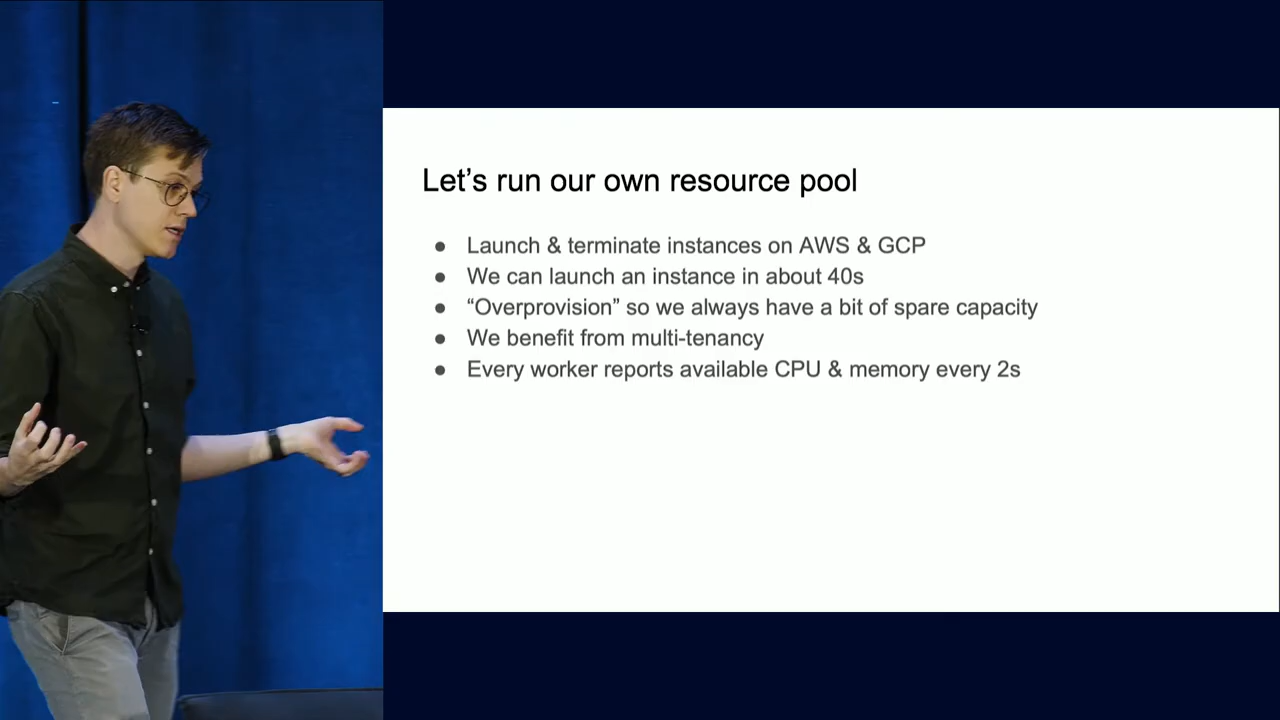 Let’s run our own resource pool
● Launch & terminate instances on AWS & GCP
● We can launch an instance in about 40s
● “Overprovision” so we always have a bit of spare capacity
● We benefit from multi-tenancy
● Every worker reports available CPU & memory every 2s